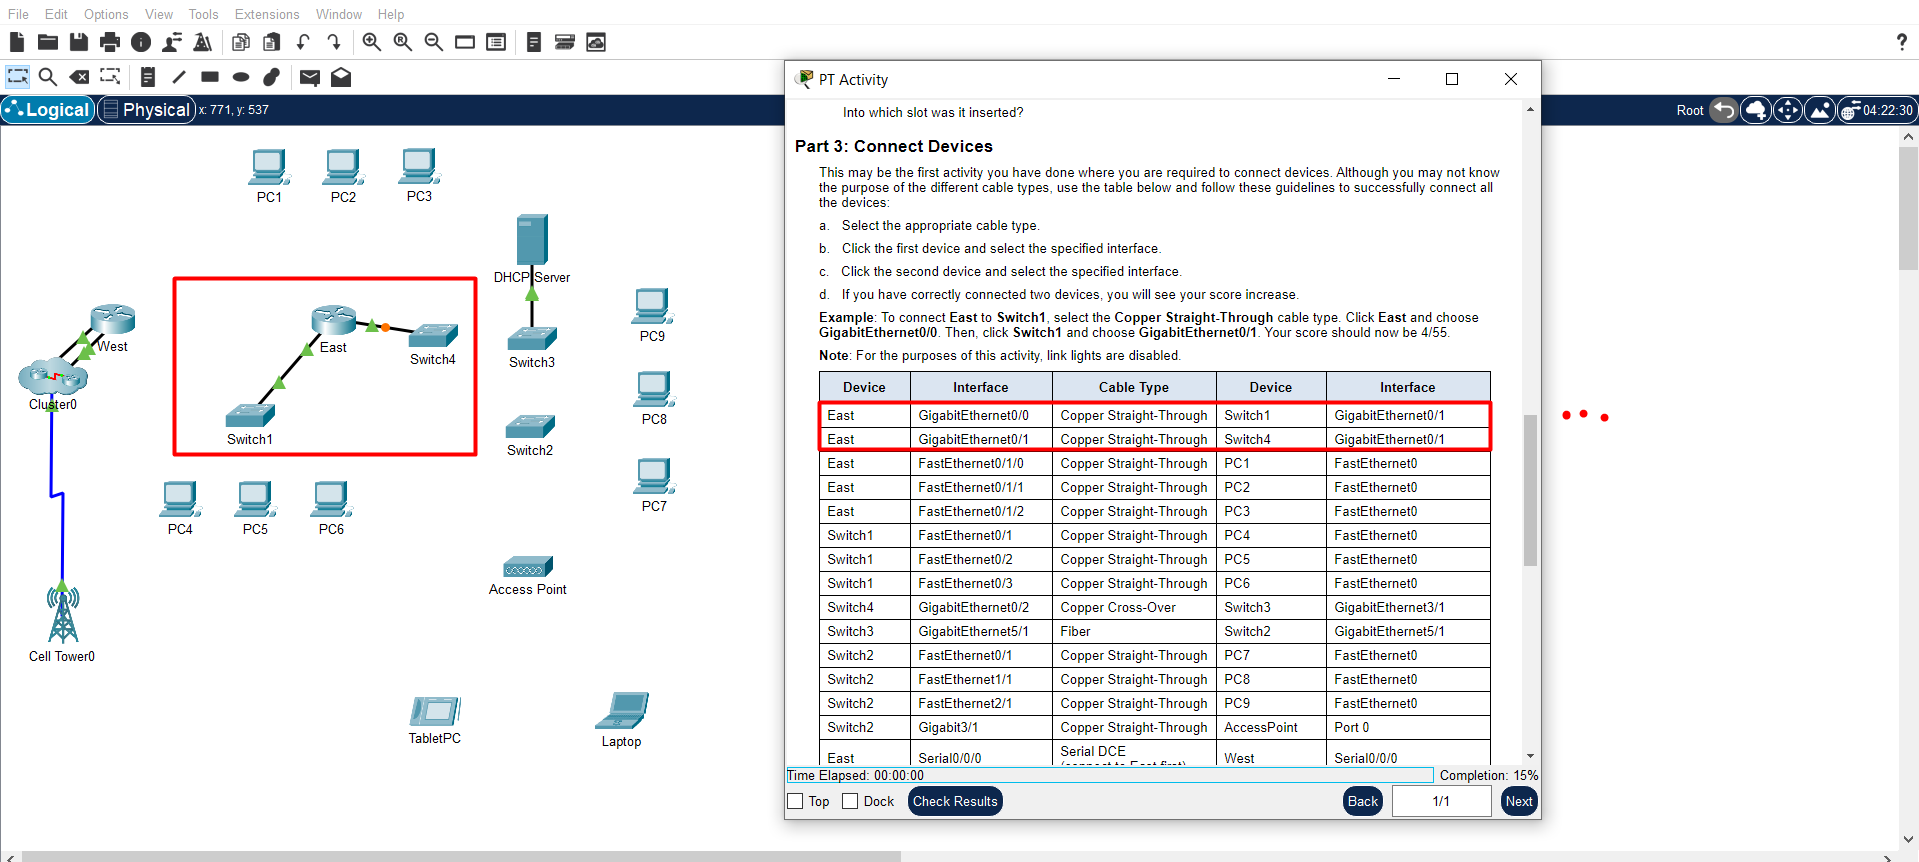 File Edit Options View Tools Extensions Window Help
?
Logical Physical x: 771, y: 537
Root 04:22:30
PC1 PC2 PC3
DHCP Server
West
East
Switch4
Switch3
PC9
Cluster0
Switch1
Switch2
PC8
PC4 PC5 PC6
PC7
Access Point
Cell Tower0
TabletPC
Laptop
PT Activity
Into which slot was it inserted?
Part 3: Connect Devices
This may be the first activity you have done where you are required to connect devices. Although you may not know
the purpose of the different cable types, use the table below and follow these guidelines to successfully connect all
the devices:
a. Select the appropriate cable type.
b. Click the first device and select the specified interface.
c. Click the second device and select the specified interface.
d. If you have correctly connected two devices, you will see your score increase.
Example: To connect East to Switch1, select the Copper Straight-Through cable type. Click East and choose
GigabitEthernet0/0. Then, click Switch1 and choose GigabitEthernet0/1. Your score should now be 4/55.
Note: For the purposes of this activity, link lights are disabled.
Device Interface Cable Type Device Interface
East GigabitEthernet0/0 Copper Straight-Through Switch1 GigabitEthernet0/1
East GigabitEthernet0/1 Copper Straight-Through Switch4 GigabitEthernet0/1
East FastEthernet0/1/0 Copper Straight-Through PC1 FastEthernet0
East FastEthernet0/1/1 Copper Straight-Through PC2 FastEthernet0
East FastEthernet0/1/2 Copper Straight-Through PC3 FastEthernet0
Switch1 FastEthernet0/1 Copper Straight-Through PC4 FastEthernet0
Switch1 FastEthernet0/2 Copper Straight-Through PC5 FastEthernet0
Switch1 FastEthernet0/3 Copper Straight-Through PC6 FastEthernet0
Switch4 GigabitEthernet0/2 Copper Cross-Over Switch3 GigabitEthernet3/1
Switch3 GigabitEthernet5/1 Fiber Switch2 GigabitEthernet5/1
Switch2 FastEthernet0/1 Copper Straight-Through PC7 FastEthernet0
Switch2 FastEthernet1/1 Copper Straight-Through PC8 FastEthernet0
Switch2 FastEthernet2/1 Copper Straight-Through PC9 FastEthernet0
Switch2 Gigabit3/1 Copper Straight-Through AccessPoint Port 0
East Serial0/0/0 Serial DCE West Serial0/0/0
Time Elapsed: 00:00:00 Completion: 15%
Top Dock Check Results Back 1/1 Next